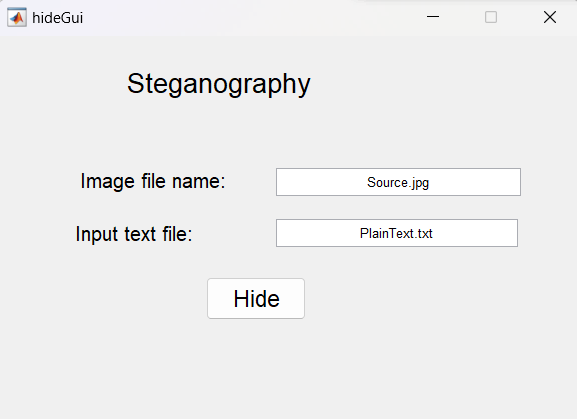 hideGui
Steganography
Image file name: Source.jpg
Input text file: PlainText.txt
Hide